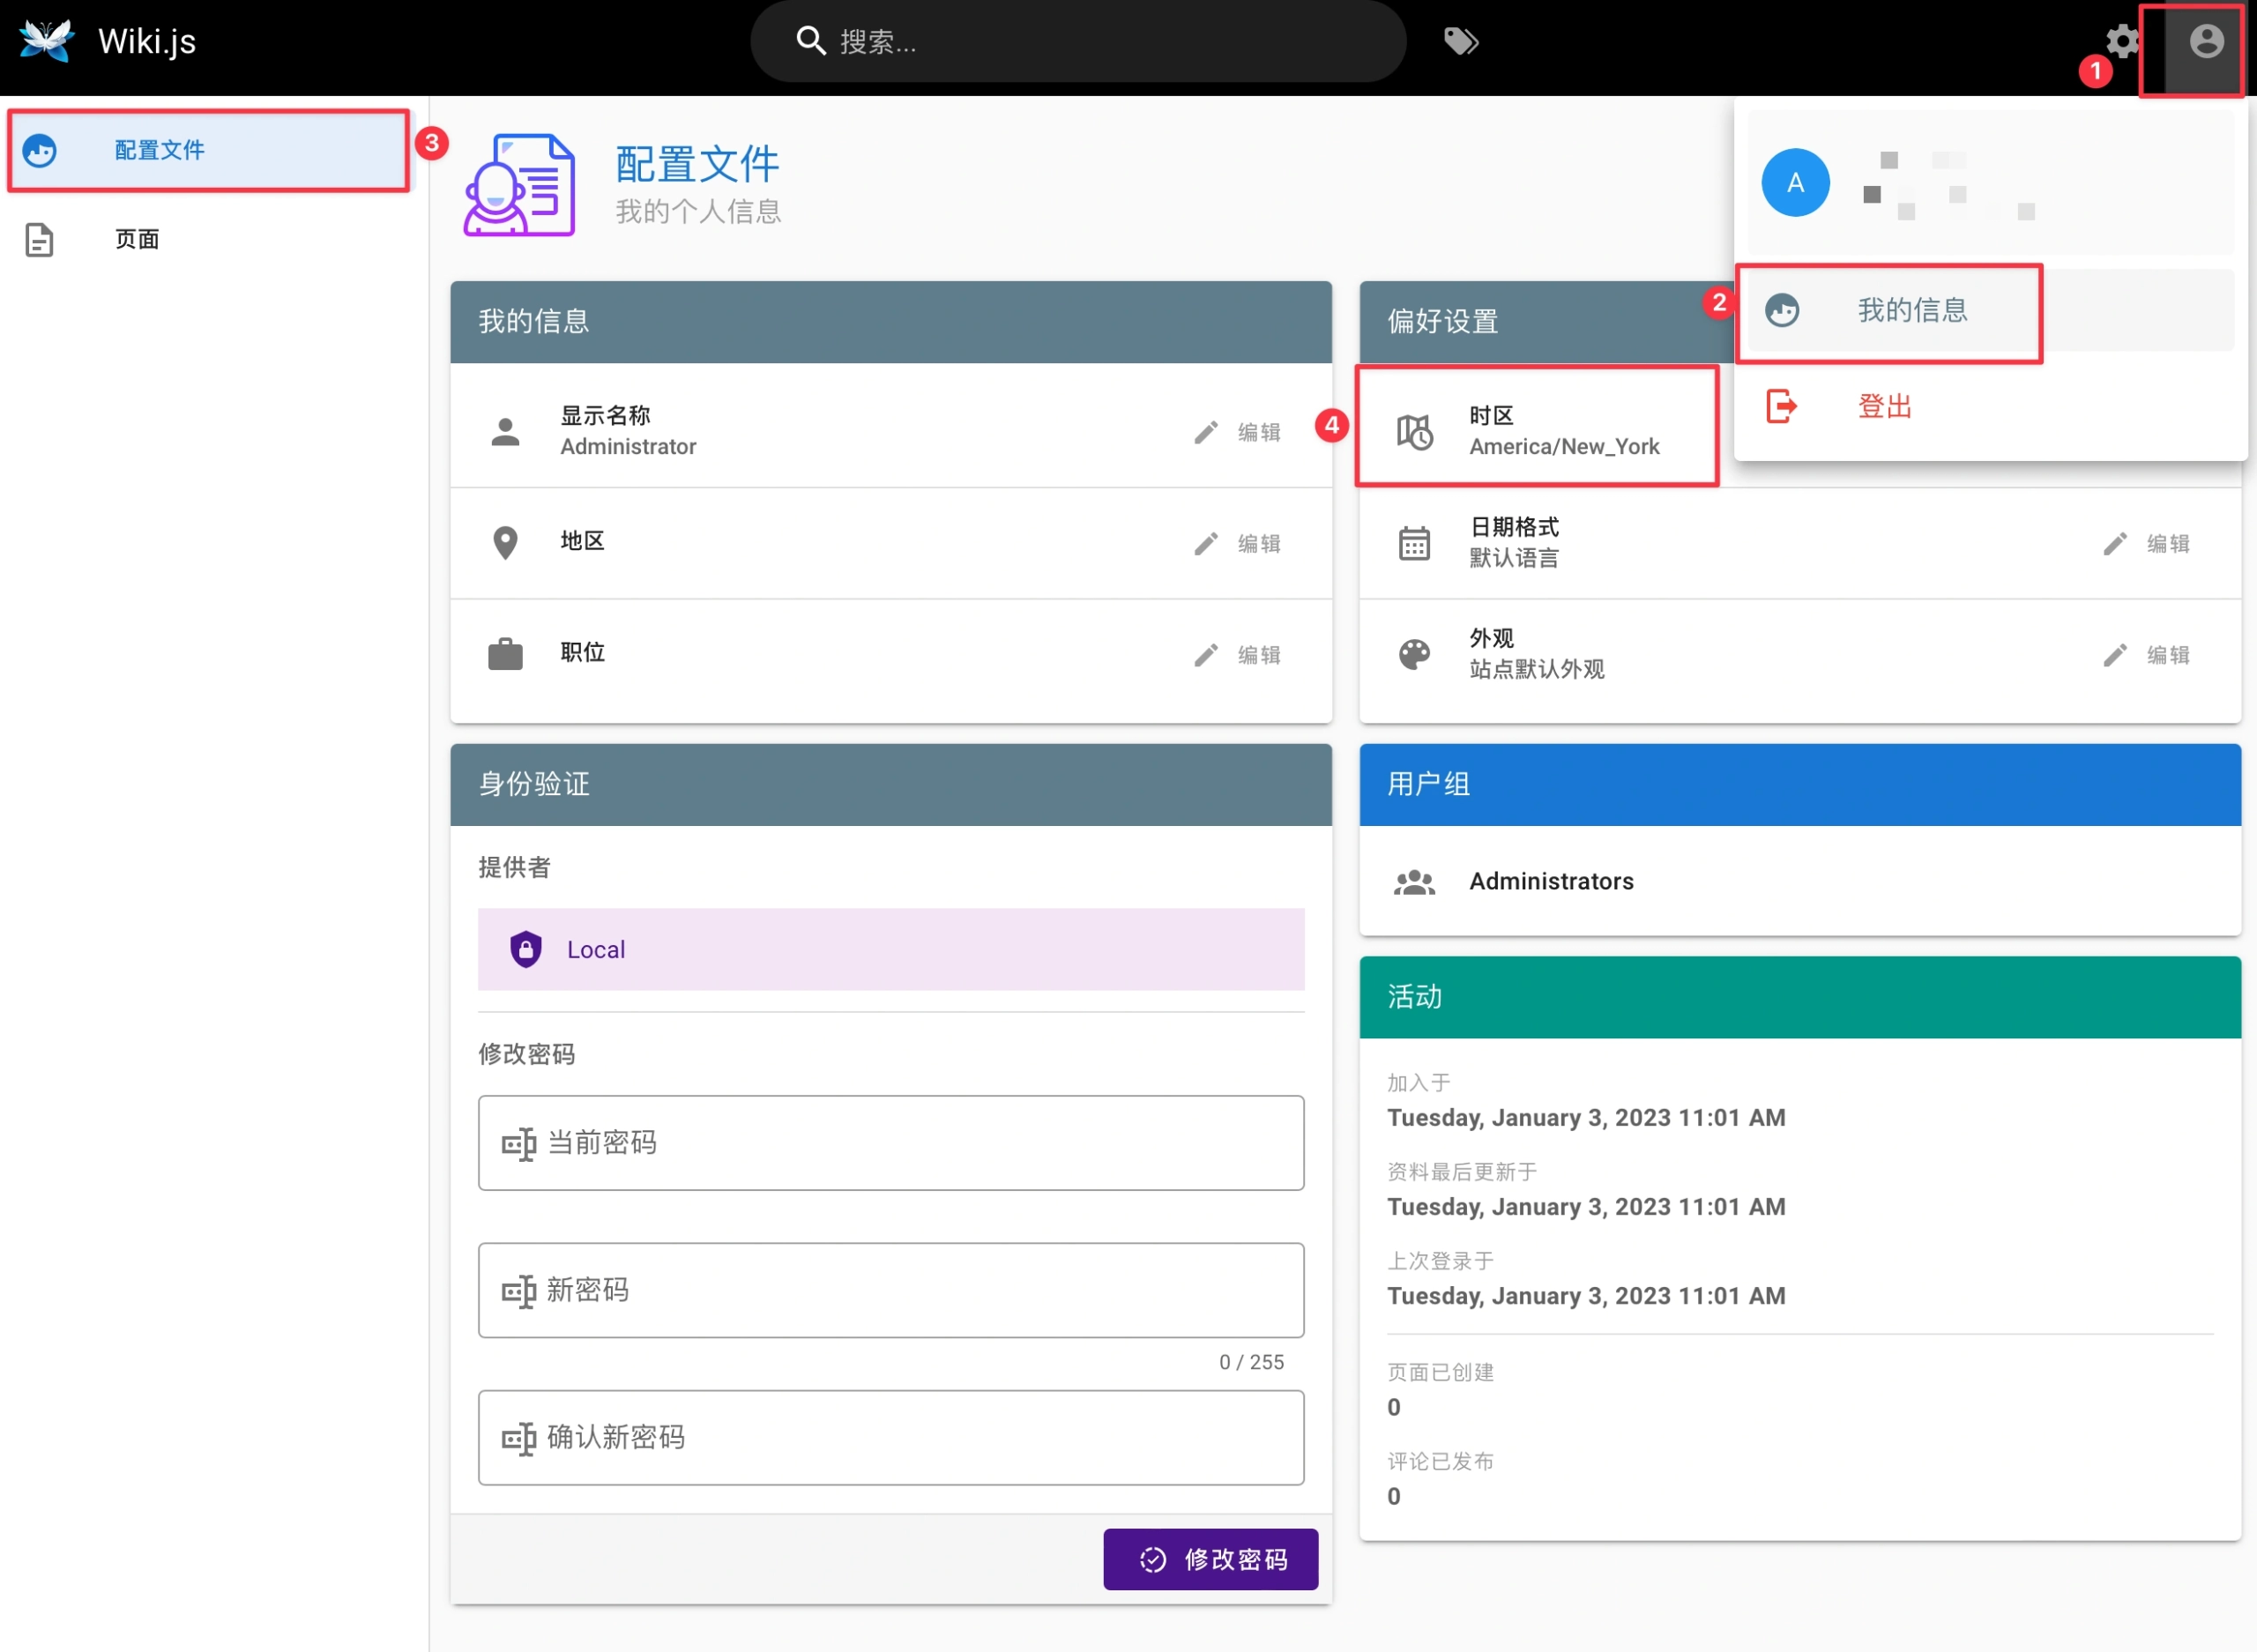 Wiki.js
搜索...
1
配置文件
3
页面
配置文件
我的个人信息
A
2
我的信息
登出
我的信息
显示名称
Administrator
编辑
地区
编辑
职位
编辑
偏好设置
4
时区
America/New_York
日期格式
默认语言
编辑
外观
站点默认外观
编辑
身份验证
提供者
Local
修改密码
当前密码
新密码
0 / 255
确认新密码
修改密码
用户组
Administrators
活动
加入于
Tuesday, January 3, 2023 11:01 AM
资料最后更新于
Tuesday, January 3, 2023 11:01 AM
上次登录于
Tuesday, January 3, 2023 11:01 AM
页面已创建
0
评论已发布
0